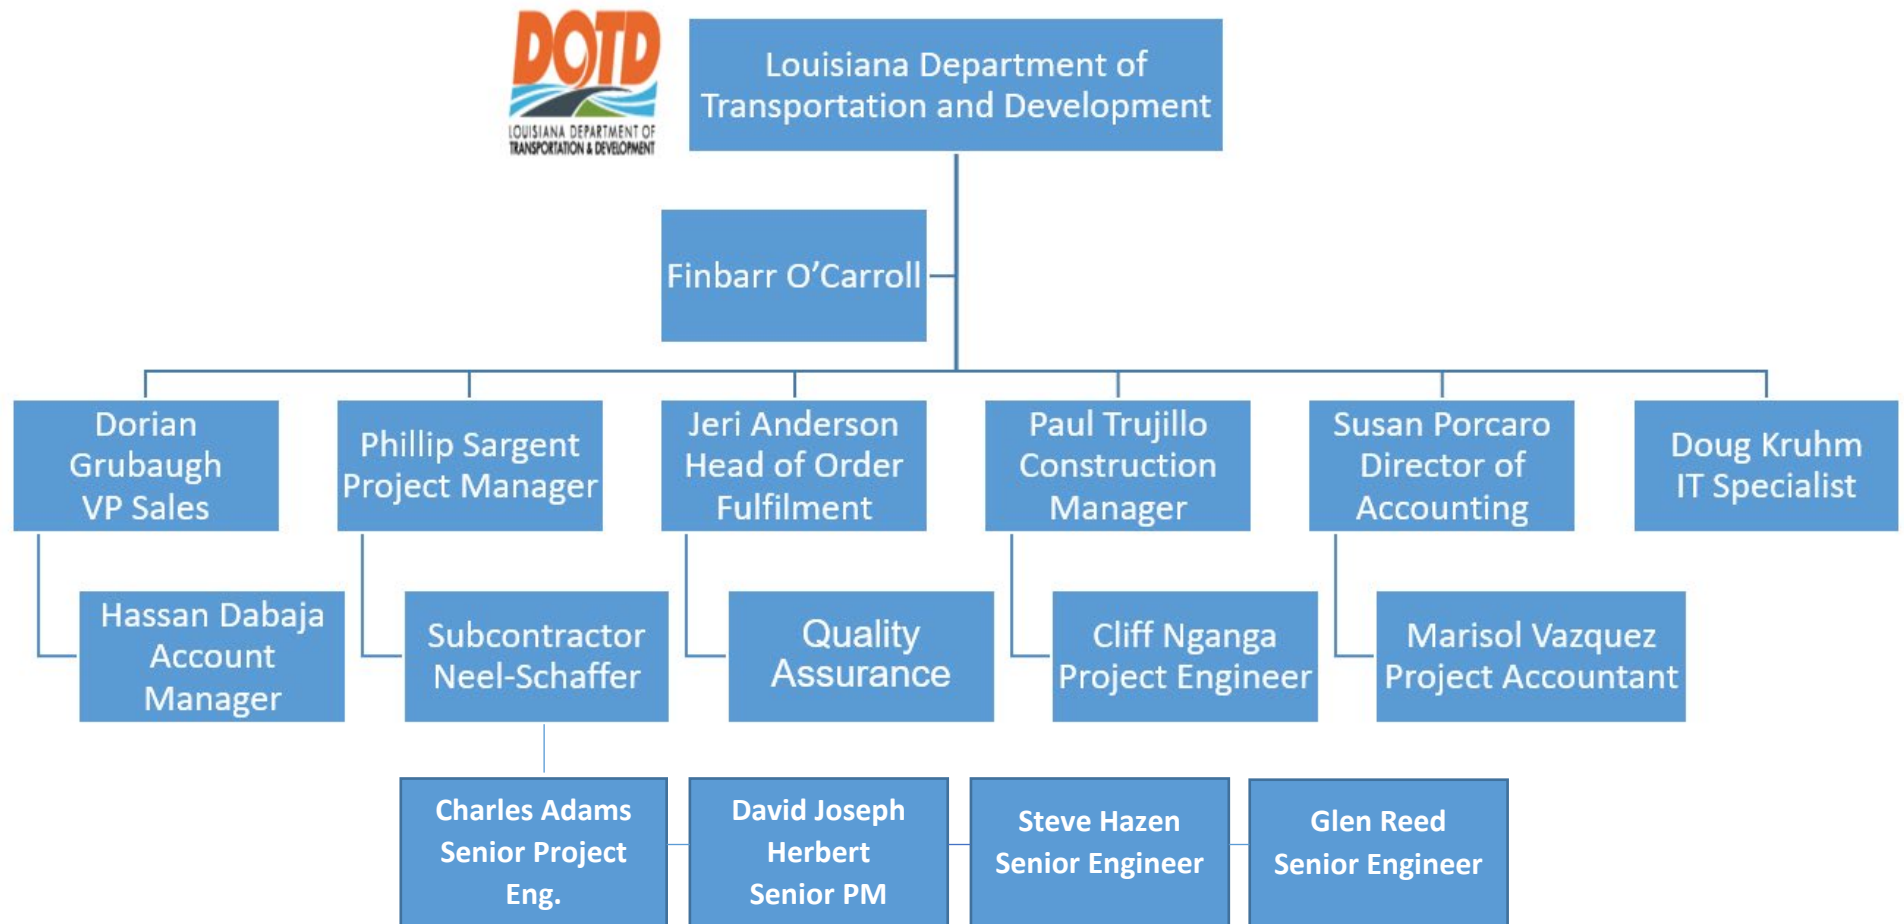 DOTD
LOUISIANA DEPARTMENT OF
TRANSPORTATION & DEVELOPMENT
Louisiana Department of
Transportation and Development
Finbarr O’Carroll
Dorian
Grubaugh
VP Sales
Phillip Sargent
Project Manager
Jeri Anderson
Head of Order
Fulfilment
Paul Trujillo
Construction
Manager
Susan Porcaro
Director of
Accounting
Doug Kruhm
IT Specialist
Hassan Dabaja
Account
Manager
Subcontractor
Neel-Schaffer
Quality
Assurance
Cliff Nganga
Project Engineer
Marisol Vazquez
Project Accountant
Charles Adams
Senior Project
Eng.
David Joseph
Herbert
Senior PM
Steve Hazen
Senior Engineer
Glen Reed
Senior Engineer